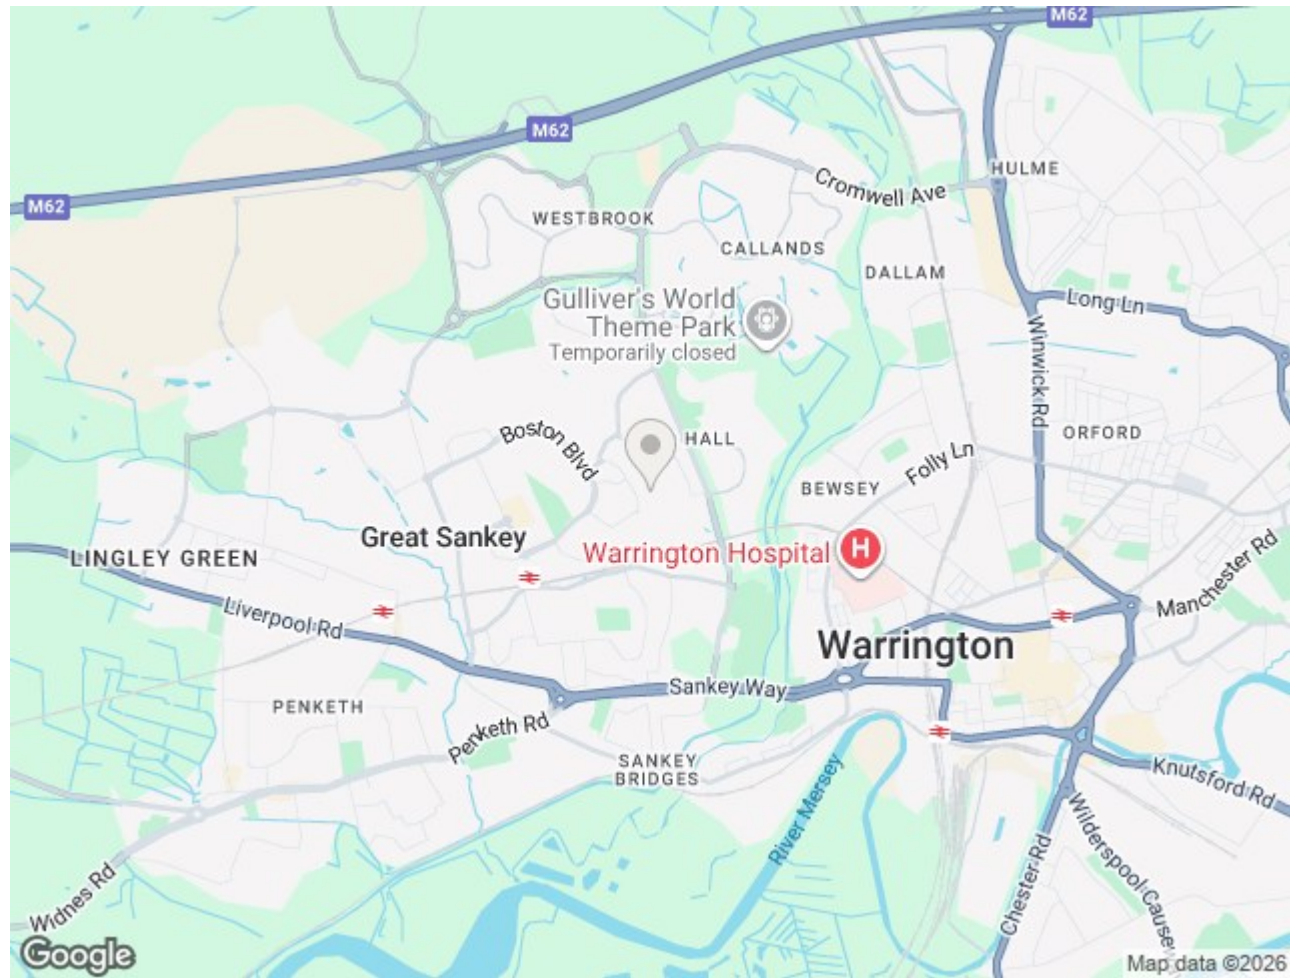 M62
M62
M62
HULME
Cromwell Ave
WESTBROOK
CALLANDS
DALLAM
Gulliver's World
Theme Park
Temporarily closed
Long Ln
Winwick Rd
Boston Blvd
HALL
ORFORD
Folly Ln
BEWSEY
Great Sankey
Warrington Hospital
H
LINGLEY GREEN
Manchester Rd
Liverpool Rd
Warrington
Sankey Way
PENKETH
Penketh Rd
SANKEY
BRIDGES
River Mersey
Knutsford Rd
Wilderspool Cause
Chester Rd
Widnes Rd
Google
Map data ©2026